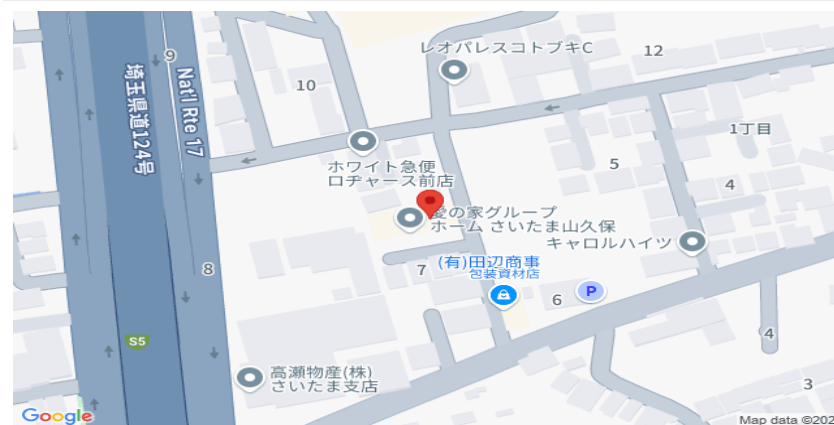 レオパレスコトブキC
12
9
10
埼玉県道124号
Nat'l Rte 17
1丁目
ホワイト急便
ロヂャース前店
5
4
愛の家グループ
ホーム さいたま山久保
キャロルハイツ
(有)田辺商事
包装資材店
7
8
6
P
S5
4
高瀬物産(株)
さいたま支店
3
Google
Map data ©202